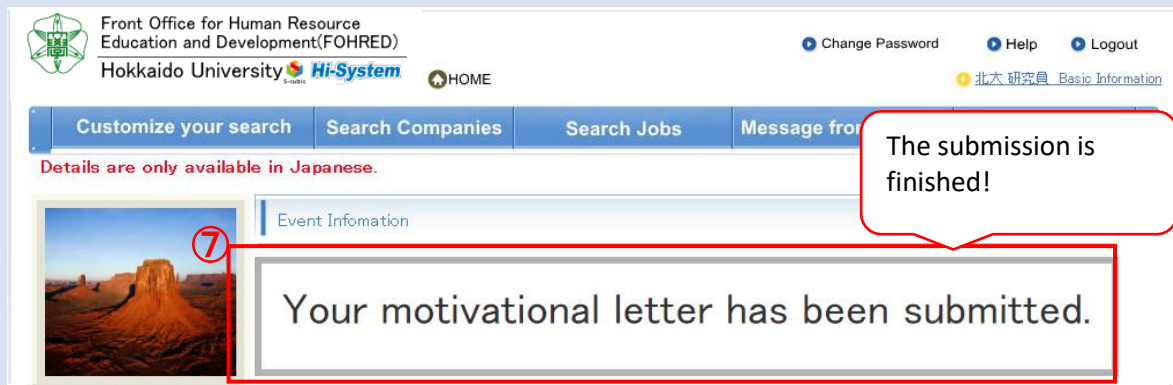 Front Office for Human Resource
Education and Development(FOHRED)
Hokkaido University S-cubic Hi-System
HOME
Change Password
Help
Logout
北大 研究員 Basic Information
Customize your search
Search Companies
Search Jobs
Message from
Details are only available in Japanese.
The submission is
finished!
Event Infomation
⑦
Your motivational letter has been submitted.